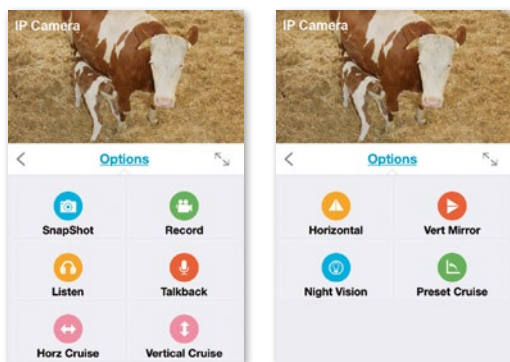 IP Camera
Options
SnapShot
Record
Listen
Talkback
Horz Cruise
Vertical Cruise
IP Camera
Options
Horizontal
Vert Mirror
Night Vision
Preset Cruise